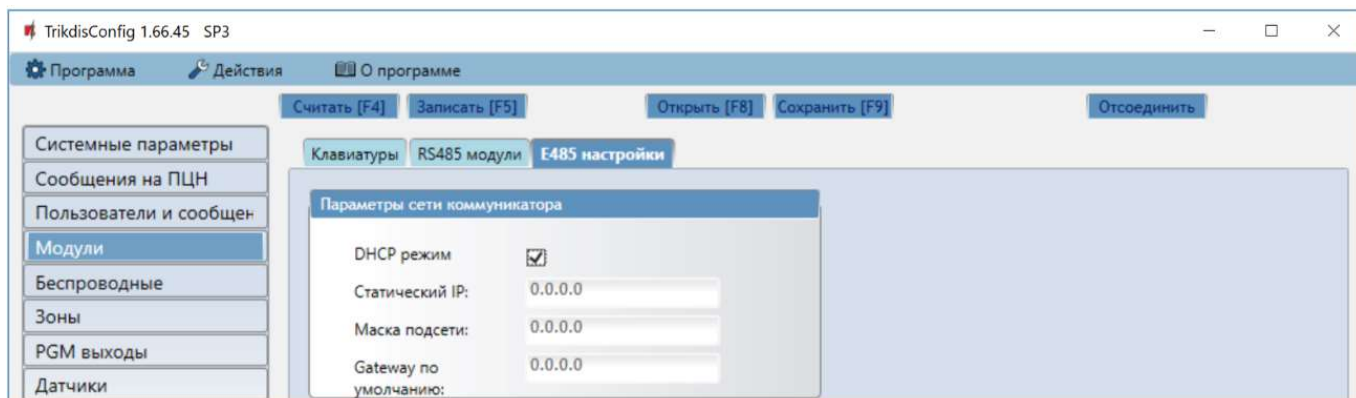 TrikdisConfig 1.66.45 SP3
Программа Действия О программе
Считать [F4] Записать [F5] Открыть [F8] Сохранить [F9] Отсоединить
Системные параметры
Сообщения на ПЦН
Пользователи и сообщен
Модули
Беспроводные
Зоны
PGM выходы
Датчики
Клавиатуры RS485 модули E485 настройки
Параметры сети коммуникатора
DHCP режим
Статический IP: 0.0.0.0
Маска подсети: 0.0.0.0
Gateway по 0.0.0.0
умолчанию: